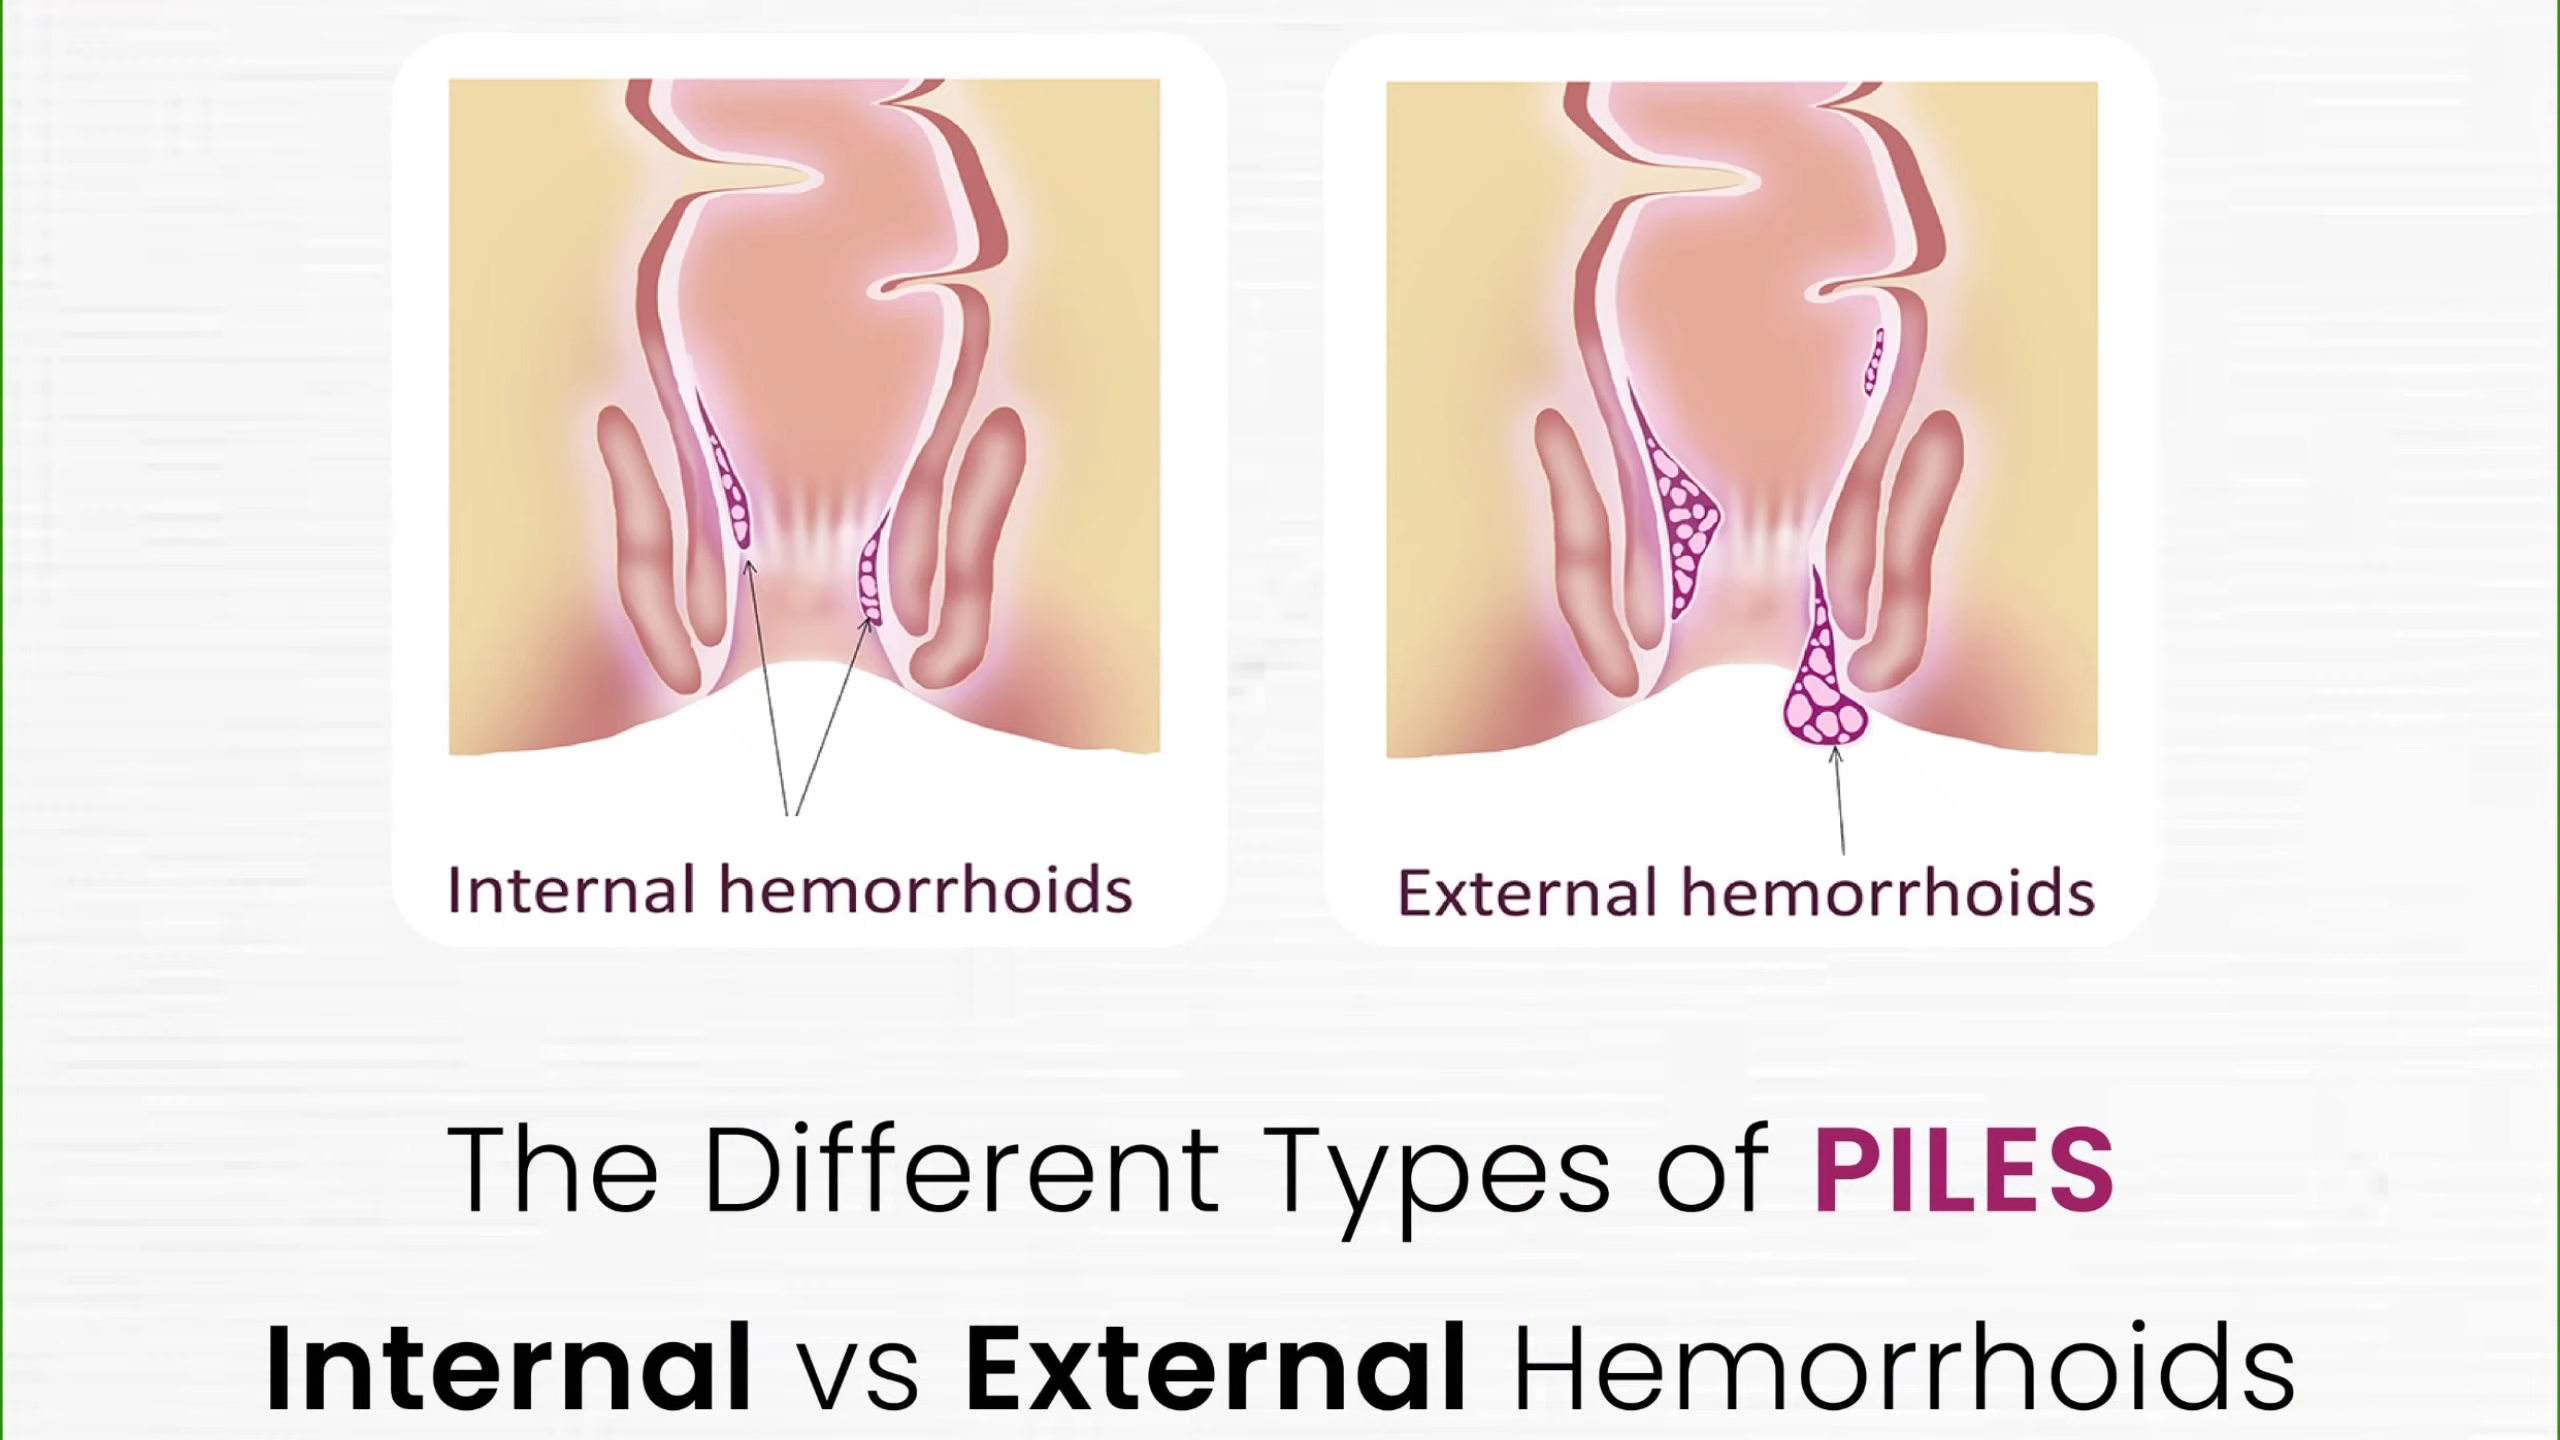 Internal hemorrhoids
External hemorrhoids
The Different Types of PILES
Internal vs External Hemorrhoids